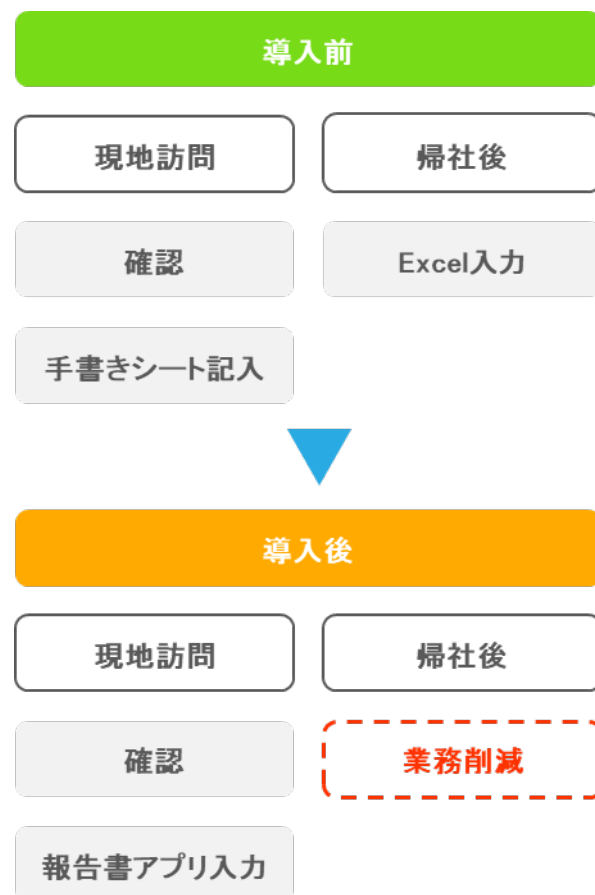 導入前
現地訪問
帰社後
確認
Excel入力
手書きシート記入
導入後
現地訪問
帰社後
確認
業務削減
報告書アプリ入力